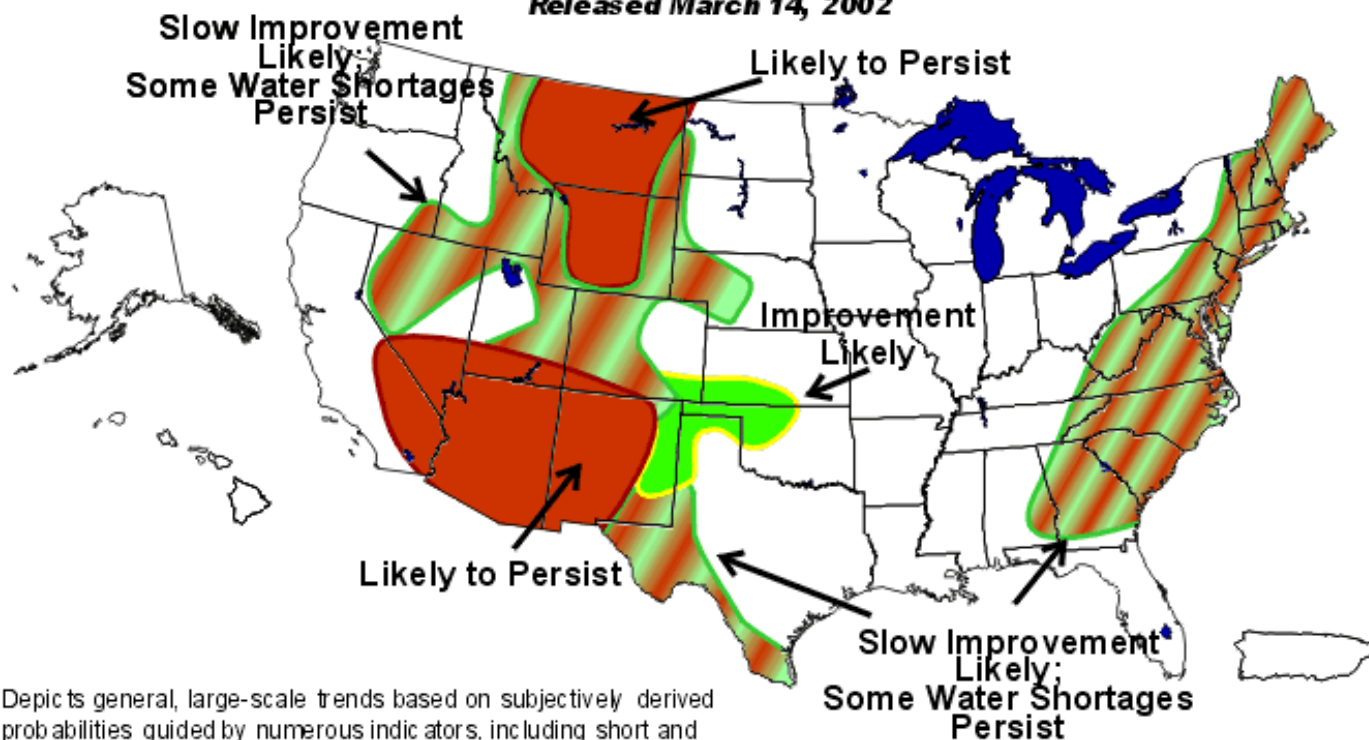 Released March 14, 2002
Slow Improvement
Likely;
Some Water Shortages
Persist
Likely to Persist
Improvement
Likely
Likely to Persist
Slow Improvement
Likely;
Some Water Shortages
Persist
Depicts general, large-scale trends based on subjectively derived
probabilities guided by numerous indicators, including short and